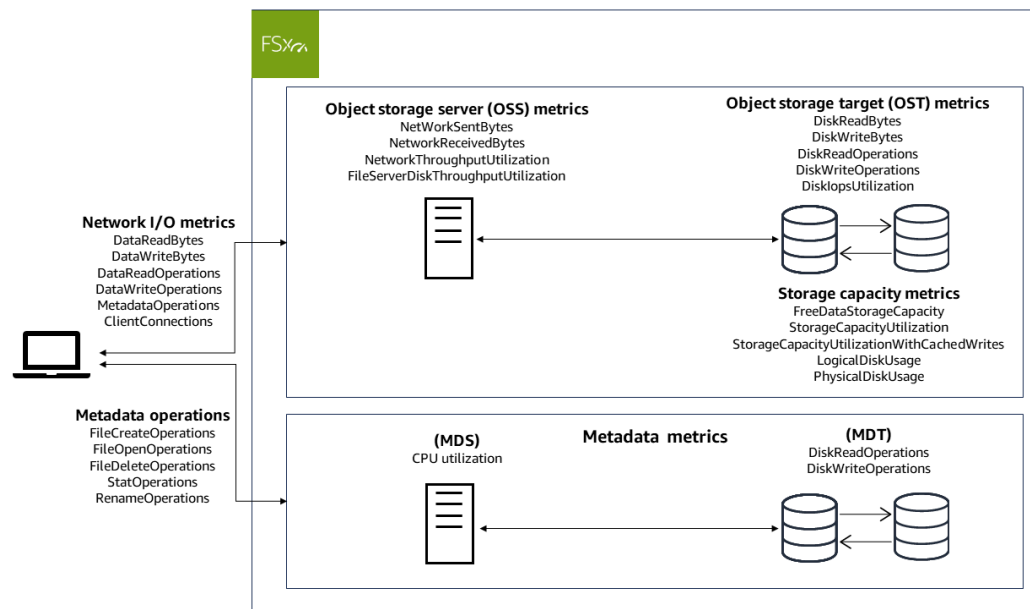 FSx
Object storage server (OSS) metrics
NetWorkSentBytes
NetworkReceivedBytes
NetworkThroughputUtilization
FileServerDiskThroughputUtilization
Object storage target (OST) metrics
DiskReadBytes
DiskWriteBytes
DiskReadOperations
DiskWriteOperations
DiskIopsUtilization
Network I/O metrics
DataReadBytes
DataWriteBytes
DataReadOperations
DataWriteOperations
MetadataOperations
ClientConnections
Storage capacity metrics
FreeDataStorageCapacity
StorageCapacityUtilization
StorageCapacityUtilizationWithCachedWrites
LogicalDiskUsage
PhysicalDiskUsage
Metadata operations
FileCreateOperations
FileOpenOperations
FileDeleteOperations
StatOperations
RenameOperations
(MDS)
CPU utilization
Metadata metrics
(MDT)
DiskReadOperations
DiskWriteOperations